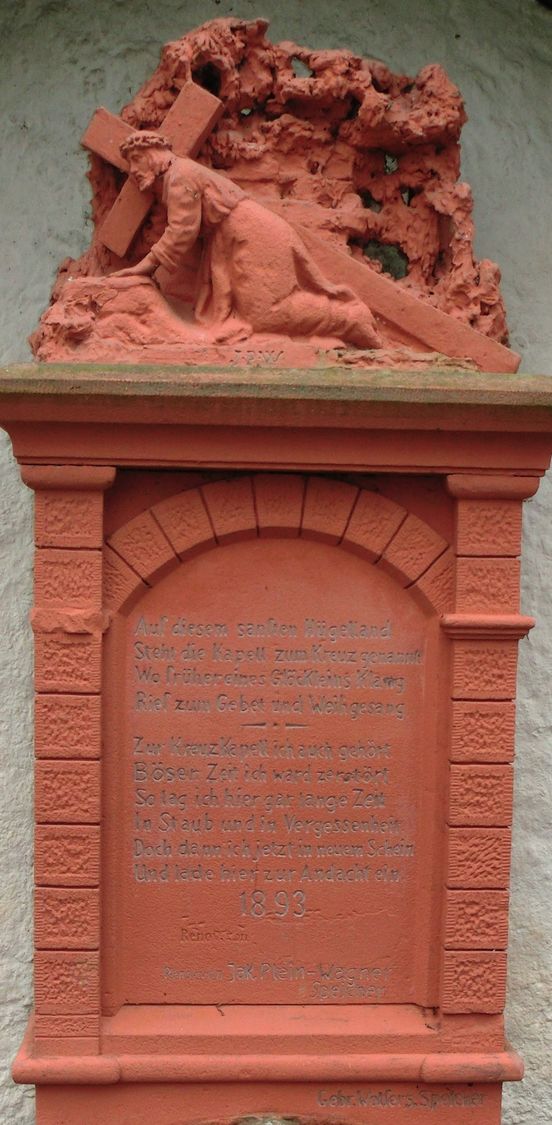 J.P.W.
Auf diesem sanften Hügelland
Steht die Kapell zum Kreuz genannt
Wo früher eines Glöckleins Klang
Rief zum Gebet und Weihgesang
Zur KreuzKapell ich auch gehört
Böser Zeit ich ward zerstört
So lag ich hier gar lange Zeit
In Staub und in Vergessenheit
Doch dann ich jetzt in neuem Schein
Und lade hier zur Andacht ein.
1893
Renovation
Renoviert Jak. Plein-Wagner
Speicher
Gebr. Wolfers. Speicher